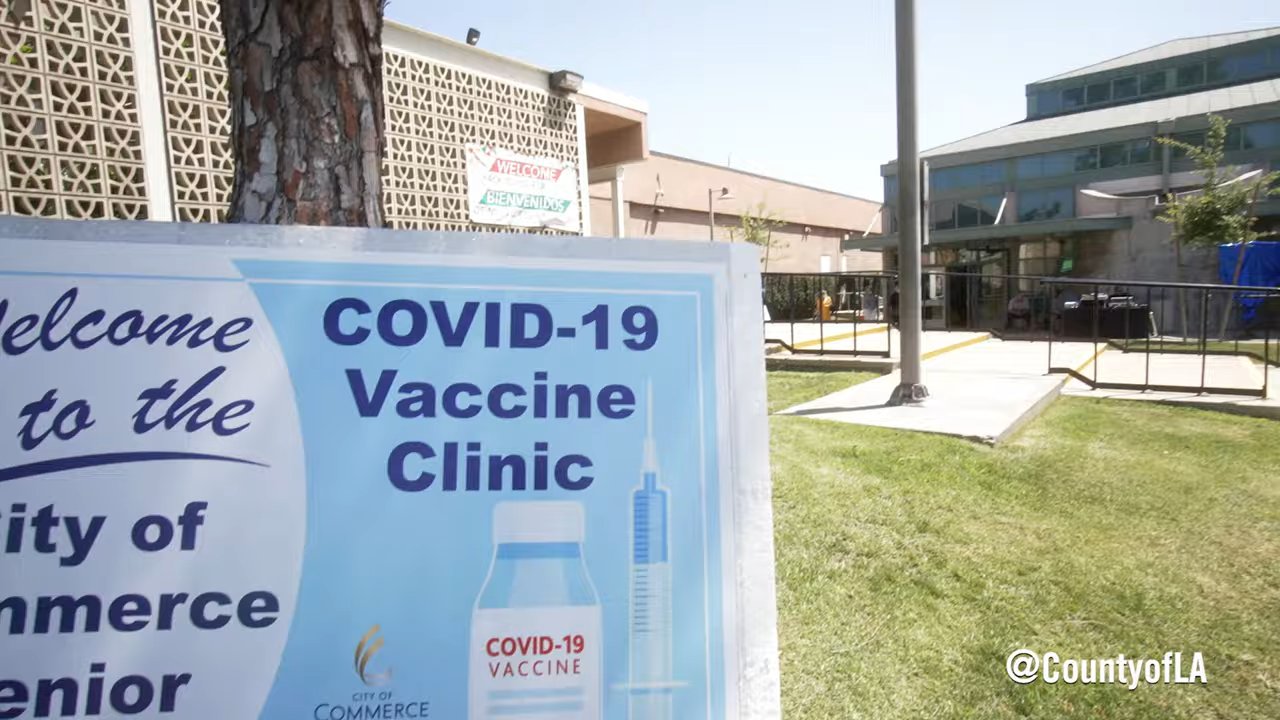 WELCOME
BIENVENIDOS
elcome
to the
ity of
mmerce
enior
COVID-19
Vaccine
Clinic
COVID-19
VACCINE
CITY OF
COMMERCE
@CountyofLA